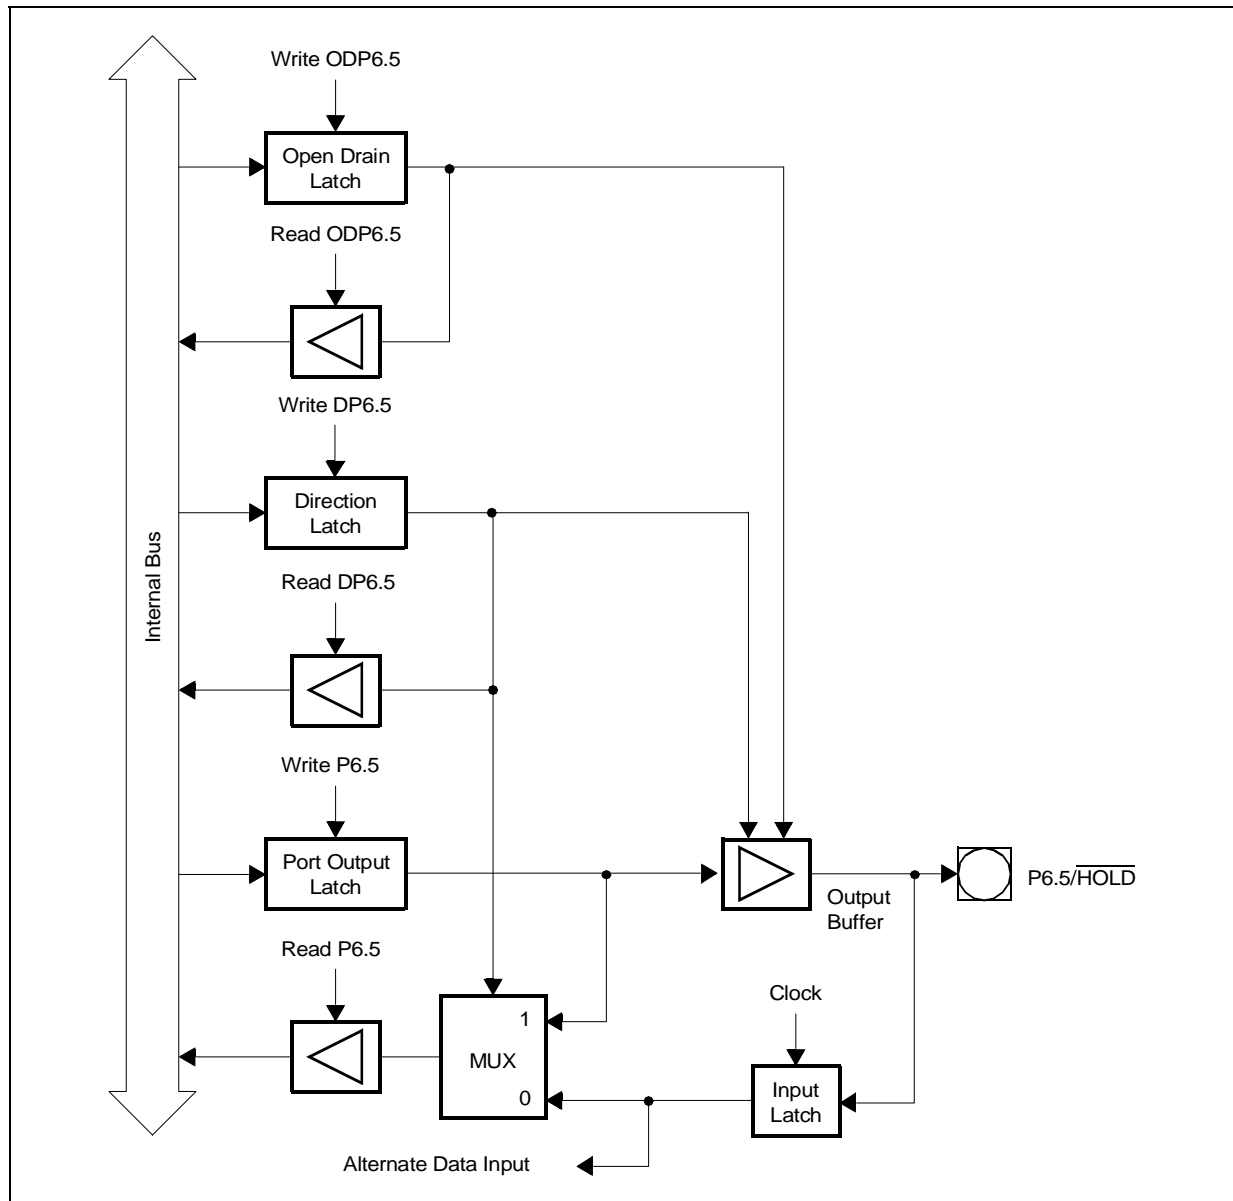 Write ODP6.5
Open Drain
Latch
Read ODP6.5
Write DP6.5
Direction
Latch
Internal Bus
Read DP6.5
Write P6.5
Port Output
Latch
Output
Buffer
P6.5/HOLD
Read P6.5
Clock
1
MUX
0
Input
Latch
Alternate Data Input